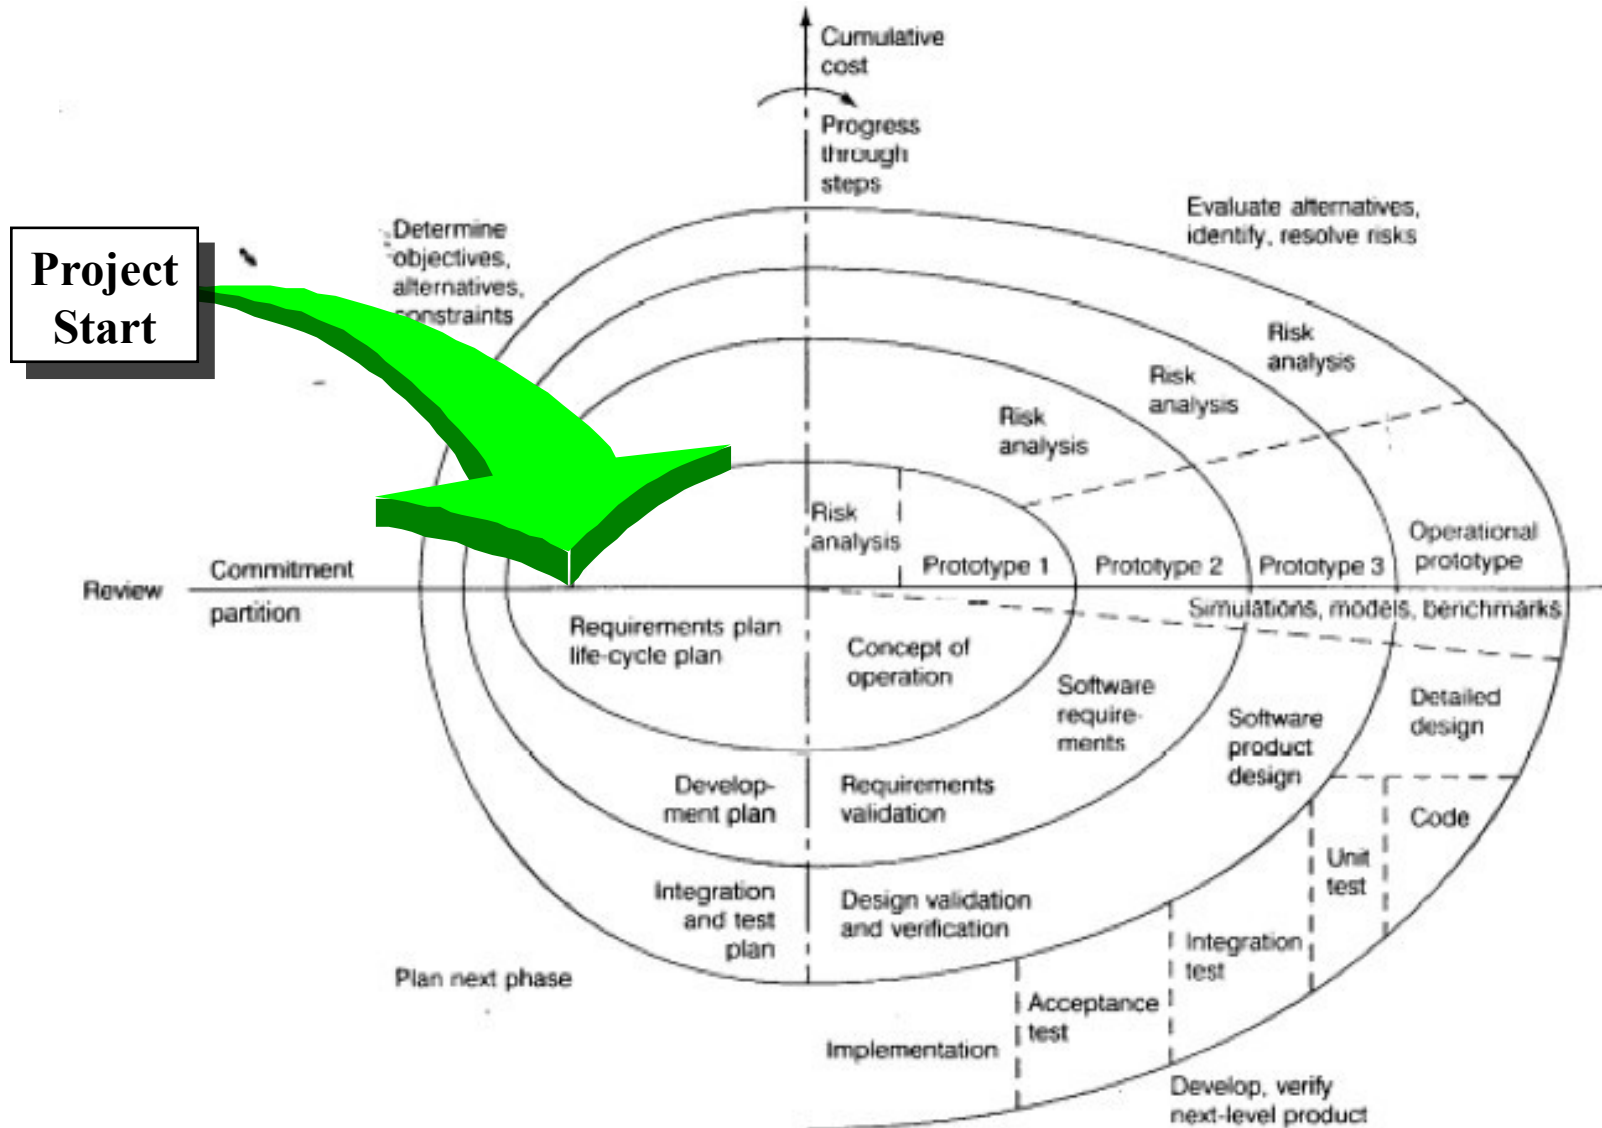 Cumulative
cost
Progress
through
steps
Evaluate alternatives,
identify, resolve risks
Determine
objectives,
alternatives,
constraints
Project
Start
Risk
analysis
Risk
analysis
Risk
analysis
Risk
analysis
Operational
prototype
Prototype 1
Prototype 2
Prototype 3
Review
Commitment
partition
Simulations, models, benchmarks
Requirements plan
life-cycle plan
Concept of
operation
Software
require-
ments
Software
product
design
Detailed
design
Develop-
ment plan
Requirements
validation
Code
Unit
test
Integration
and test
plan
Design validation
and verification
Integration
test
Plan next phase
Acceptance
test
Implementation
Develop, verify
next-level product